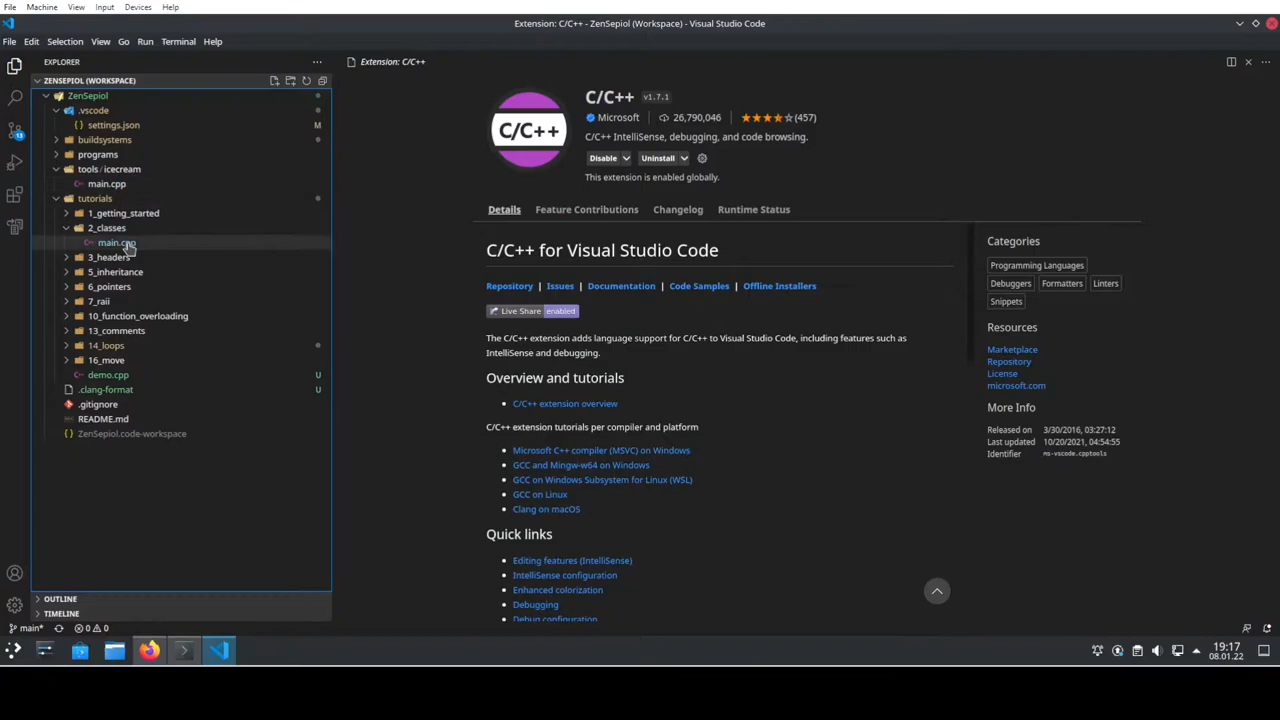 File Machine View Input Devices Help
Extension: C/C++ - ZenSepiol (Workspace) - Visual Studio Code
File Edit Selection View Go Run Terminal Help
EXPLORER
ZENSEPIOL (WORKSPACE)
ZenSepiol
.vscode
settings.json M
buildsystems
programs
tools / icecream
main.cpp
tutorials
1_getting_started
2_classes
main.cpp
3_headers
5_inheritance
6_pointers
7_raii
10_function_overloading
13_comments
14_loops
16_move
demo.cpp U
.clang-format U
.gitignore
README.md
ZenSepiol.code-workspace
OUTLINE
TIMELINE
13
Extension: C/C++
C/C++
C/C++ v1.7.1
Microsoft 26,790,046 (457)
C/C++ IntelliSense, debugging, and code browsing.
Disable Uninstall
This extension is enabled globally.
Details Feature Contributions Changelog Runtime Status
C/C++ for Visual Studio Code
Repository | Issues | Documentation | Code Samples | Offline Installers
Live Share enabled
The C/C++ extension adds language support for C/C++ to Visual Studio Code, including features such as
IntelliSense and debugging.
Overview and tutorials
C/C++ extension overview
C/C++ extension tutorials per compiler and platform
Microsoft C++ compiler (MSVC) on Windows
GCC and Mingw-w64 on Windows
GCC on Windows Subsystem for Linux (WSL)
GCC on Linux
Clang on macOS
Quick links
Editing features (IntelliSense)
IntelliSense configuration
Enhanced colorization
Debugging
Debug configuration
Categories
Programming Languages
Debuggers Formatters Linters
Snippets
Resources
Marketplace
Repository
License
microsoft.com
More Info
Released on 3/30/2016, 03:27:12
Last updated 10/20/2021, 04:54:55
Identifier ms-vscode.cpptools
main* 0 0
19:17
08.01.22